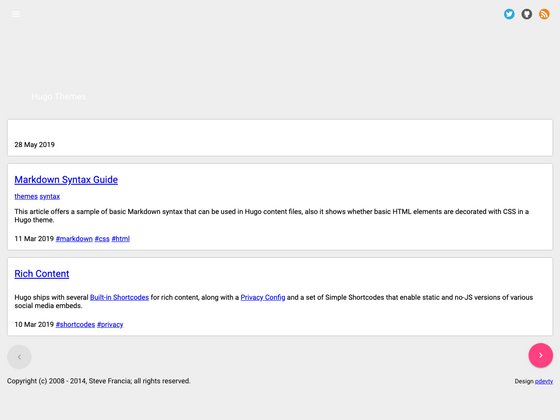 Hugo Themes
28 May 2019
Markdown Syntax Guide
themes syntax
This article offers a sample of basic Markdown syntax that can be used in Hugo content files, also it shows whether basic HTML elements are decorated with CSS in a
Hugo theme.
11 Mar 2019 #markdown #css #html
Rich Content
Hugo ships with several Built-in Shortcodes for rich content, along with a Privacy Config and a set of Simple Shortcodes that enable static and no-JS versions of various
social media embeds.
10 Mar 2019 #shortcodes #privacy
Copyright (c) 2008 - 2014, Steve Francia; all rights reserved.
Design pdevty